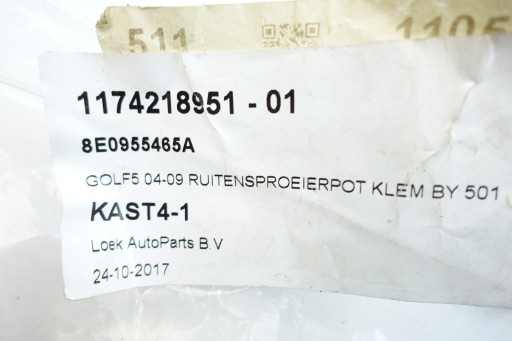 511
1174218951 - 01
8E0955465A
GOLF5 04-09 RUITENSPROEIERPOT KLEM BY 501
KAST4-1
Loek AutoParts B.V
24-10-2017